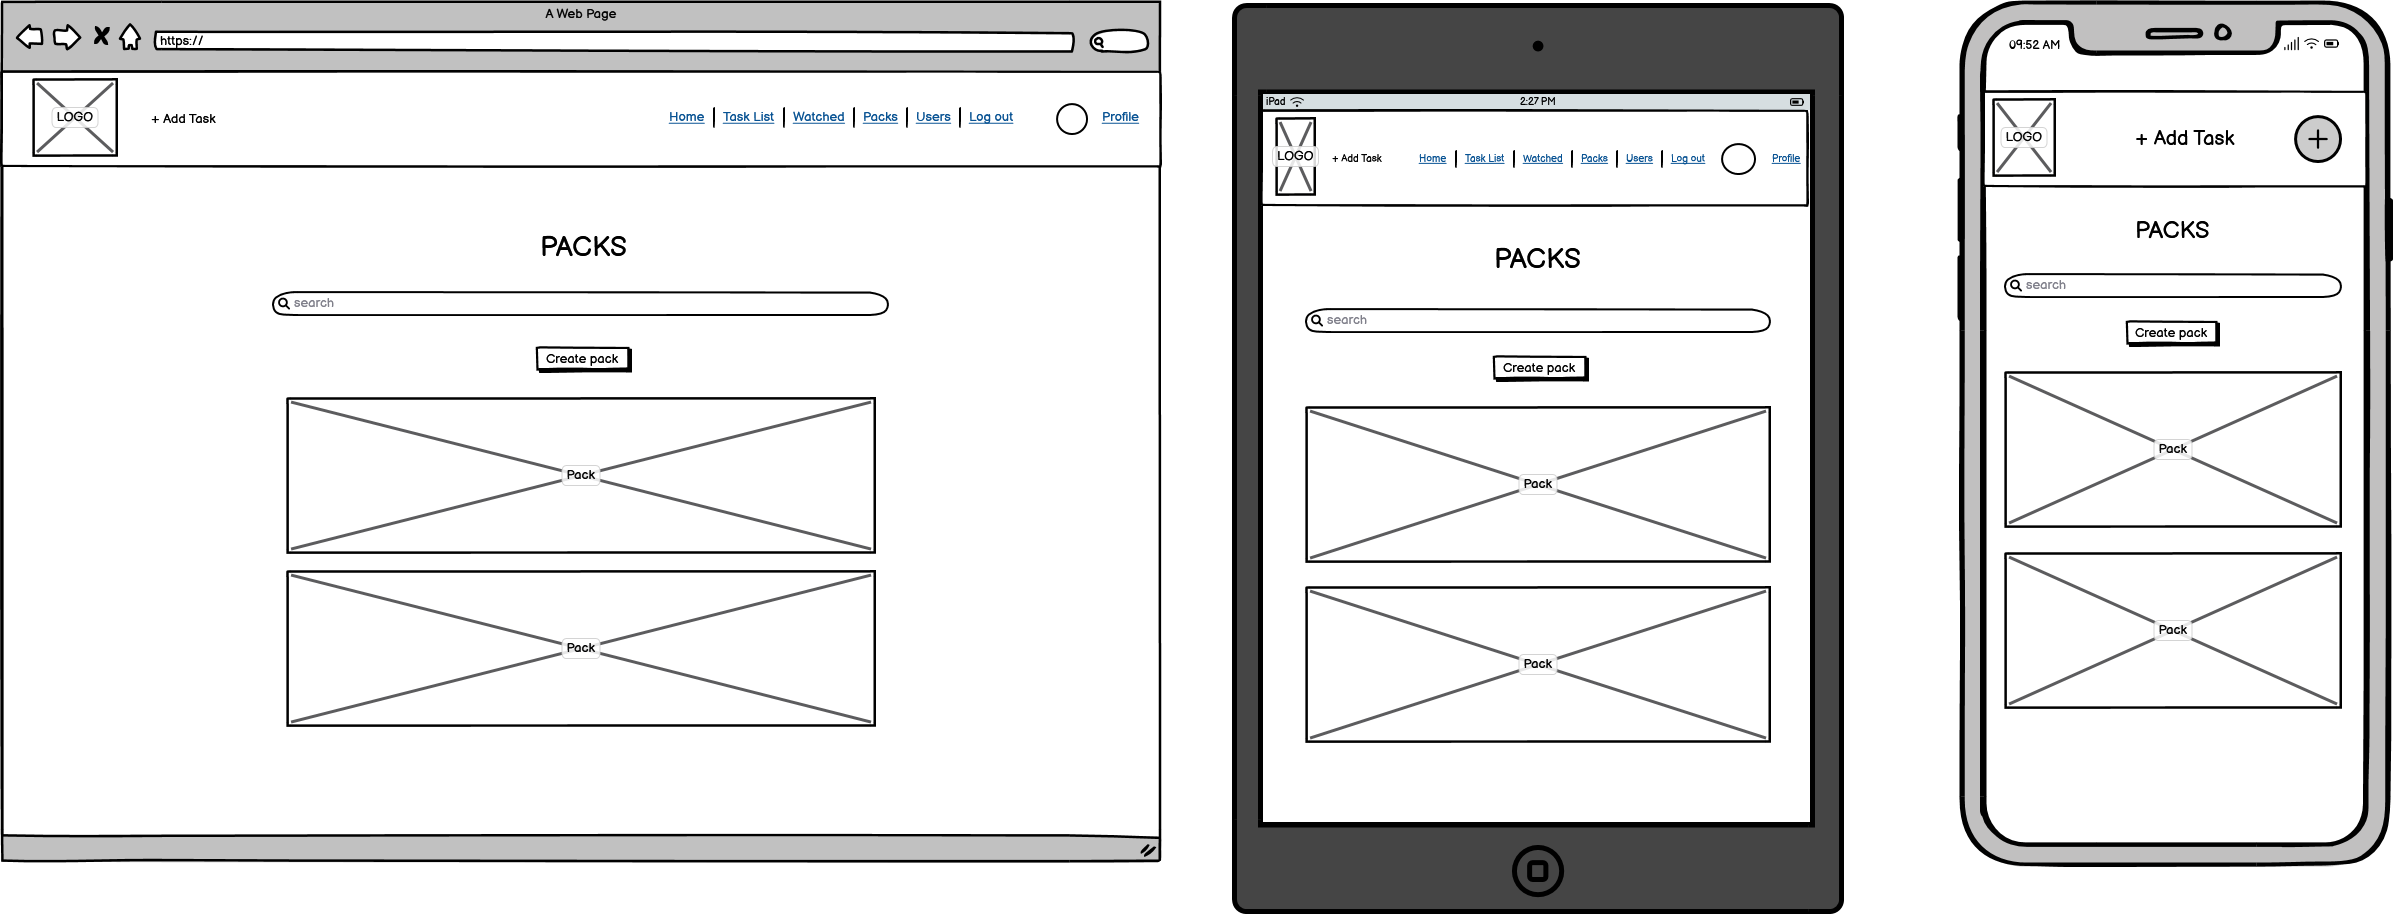 A Web Page
https://
LOGO
+ Add Task
Home
Task List
Watched
Packs
Users
Log out
Profile
PACKS
search
Create pack
Pack
Pack
iPad
2:27 PM
LOGO
+ Add Task
Home
Task List
Watched
Packs
Users
Log out
Profile
PACKS
search
Create pack
Pack
Pack
09:52 AM
LOGO
+ Add Task
PACKS
search
Create pack
Pack
Pack